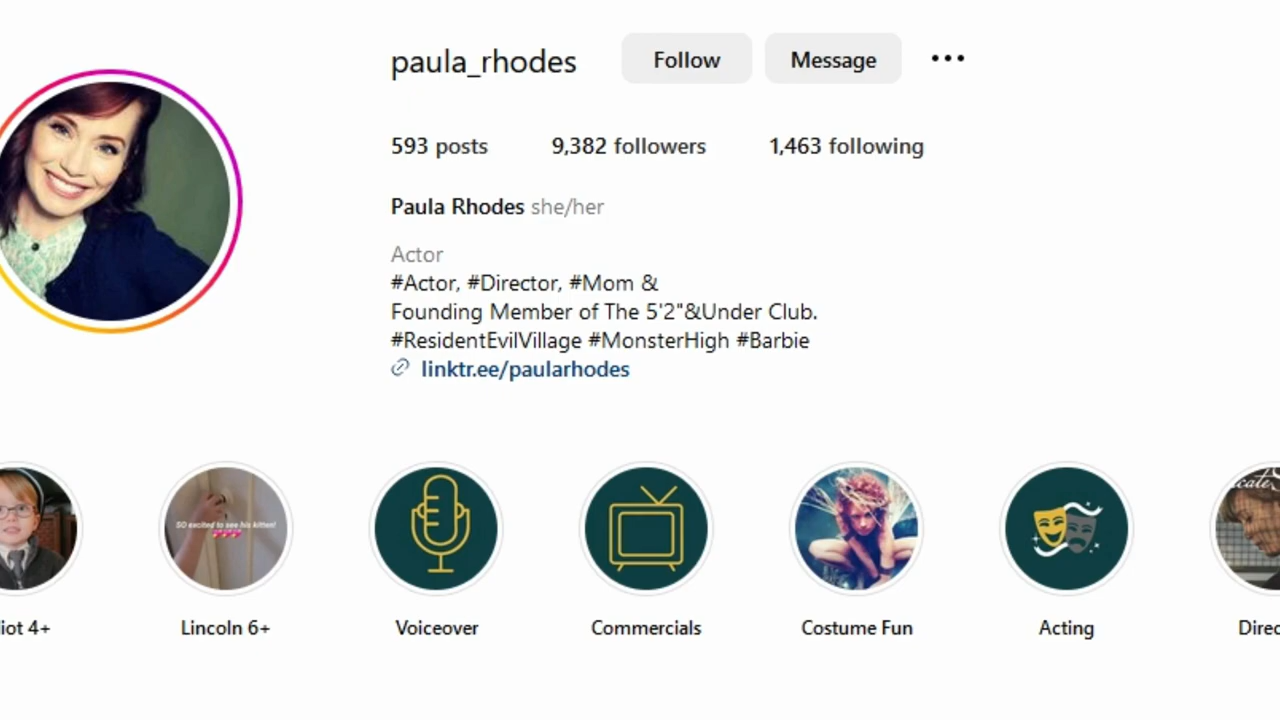 paula_rhodes
Follow
Message
593 posts
9,382 followers
1,463 following
Paula Rhodes she/her
Actor
#Actor, #Director, #Mom &
Founding Member of The 5'2"&Under Club.
#ResidentEvilVillage #MonsterHigh #Barbie
linktr.ee/paularhodes
SO excited to see his kitten!
iot 4+
Lincoln 6+
Voiceover
Commercials
Costume Fun
Acting
Direc